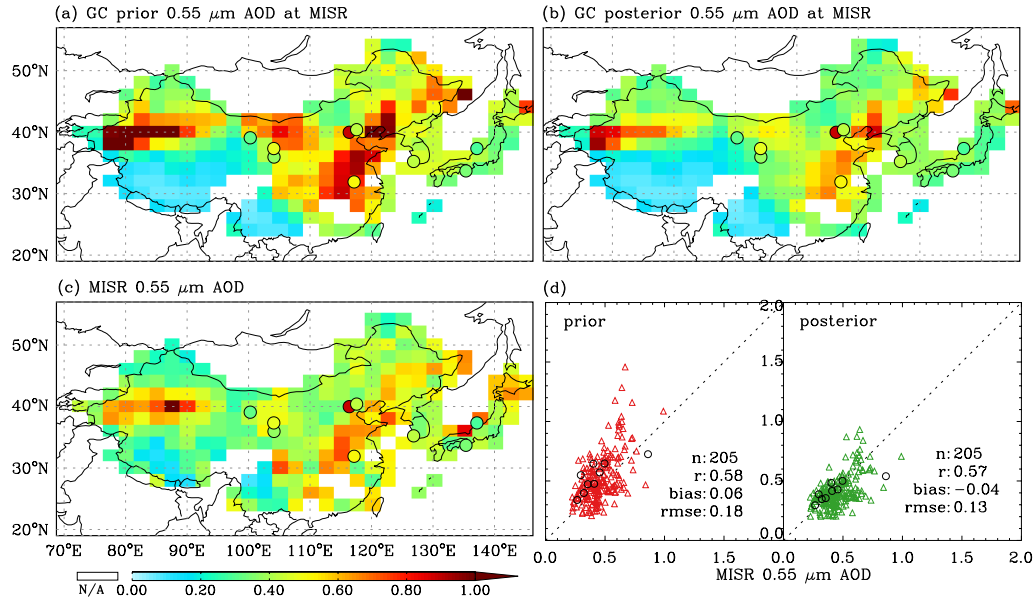 (a) GC prior 0.55 μm AOD at MISR
(b) GC posterior 0.55 μm AOD at MISR
50°N
40°N
30°N
20°N
50°N
40°N
30°N
20°N
(c) MISR 0.55 μm AOD
(d)
50°N
40°N
30°N
20°N
70°E 80°E 90°E 100°E 110°E 120°E 130°E 140°E
prior
n:205
r:0.58
bias:0.06
rmse:0.18
posterior
n:205
r:0.57
bias:−0.04
rmse:0.13
2.0
1.5
1.0
0.5
0.0
0.0 0.5 1.0 1.5 0.0 0.5 1.0 1.5 2.0
MISR 0.55 μm AOD
N/A 0.00 0.20 0.40 0.60 0.80 1.00